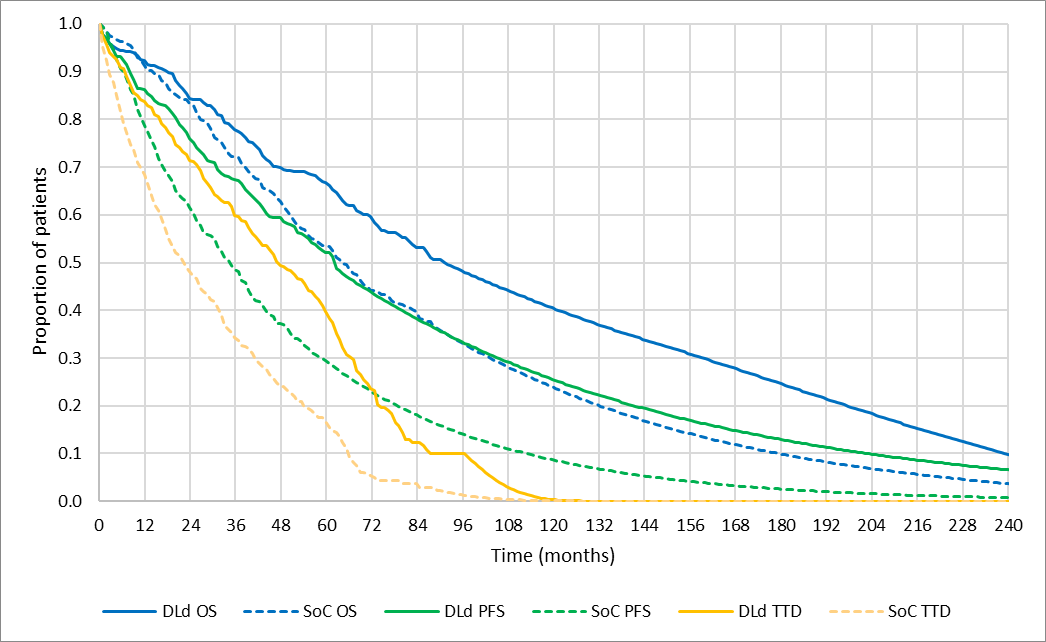 1.0
0.9
0.8
0.7
0.6
0.5
0.4
0.3
0.2
0.1
0.0
Proportion of patients
0 12 24 36 48 60 72 84 96 108 120 132 144 156 168 180 192 204 216 228 240
Time (months)
DLd OS SoC OS DLd PFS SoC PFS DLd TTD SoC TTD